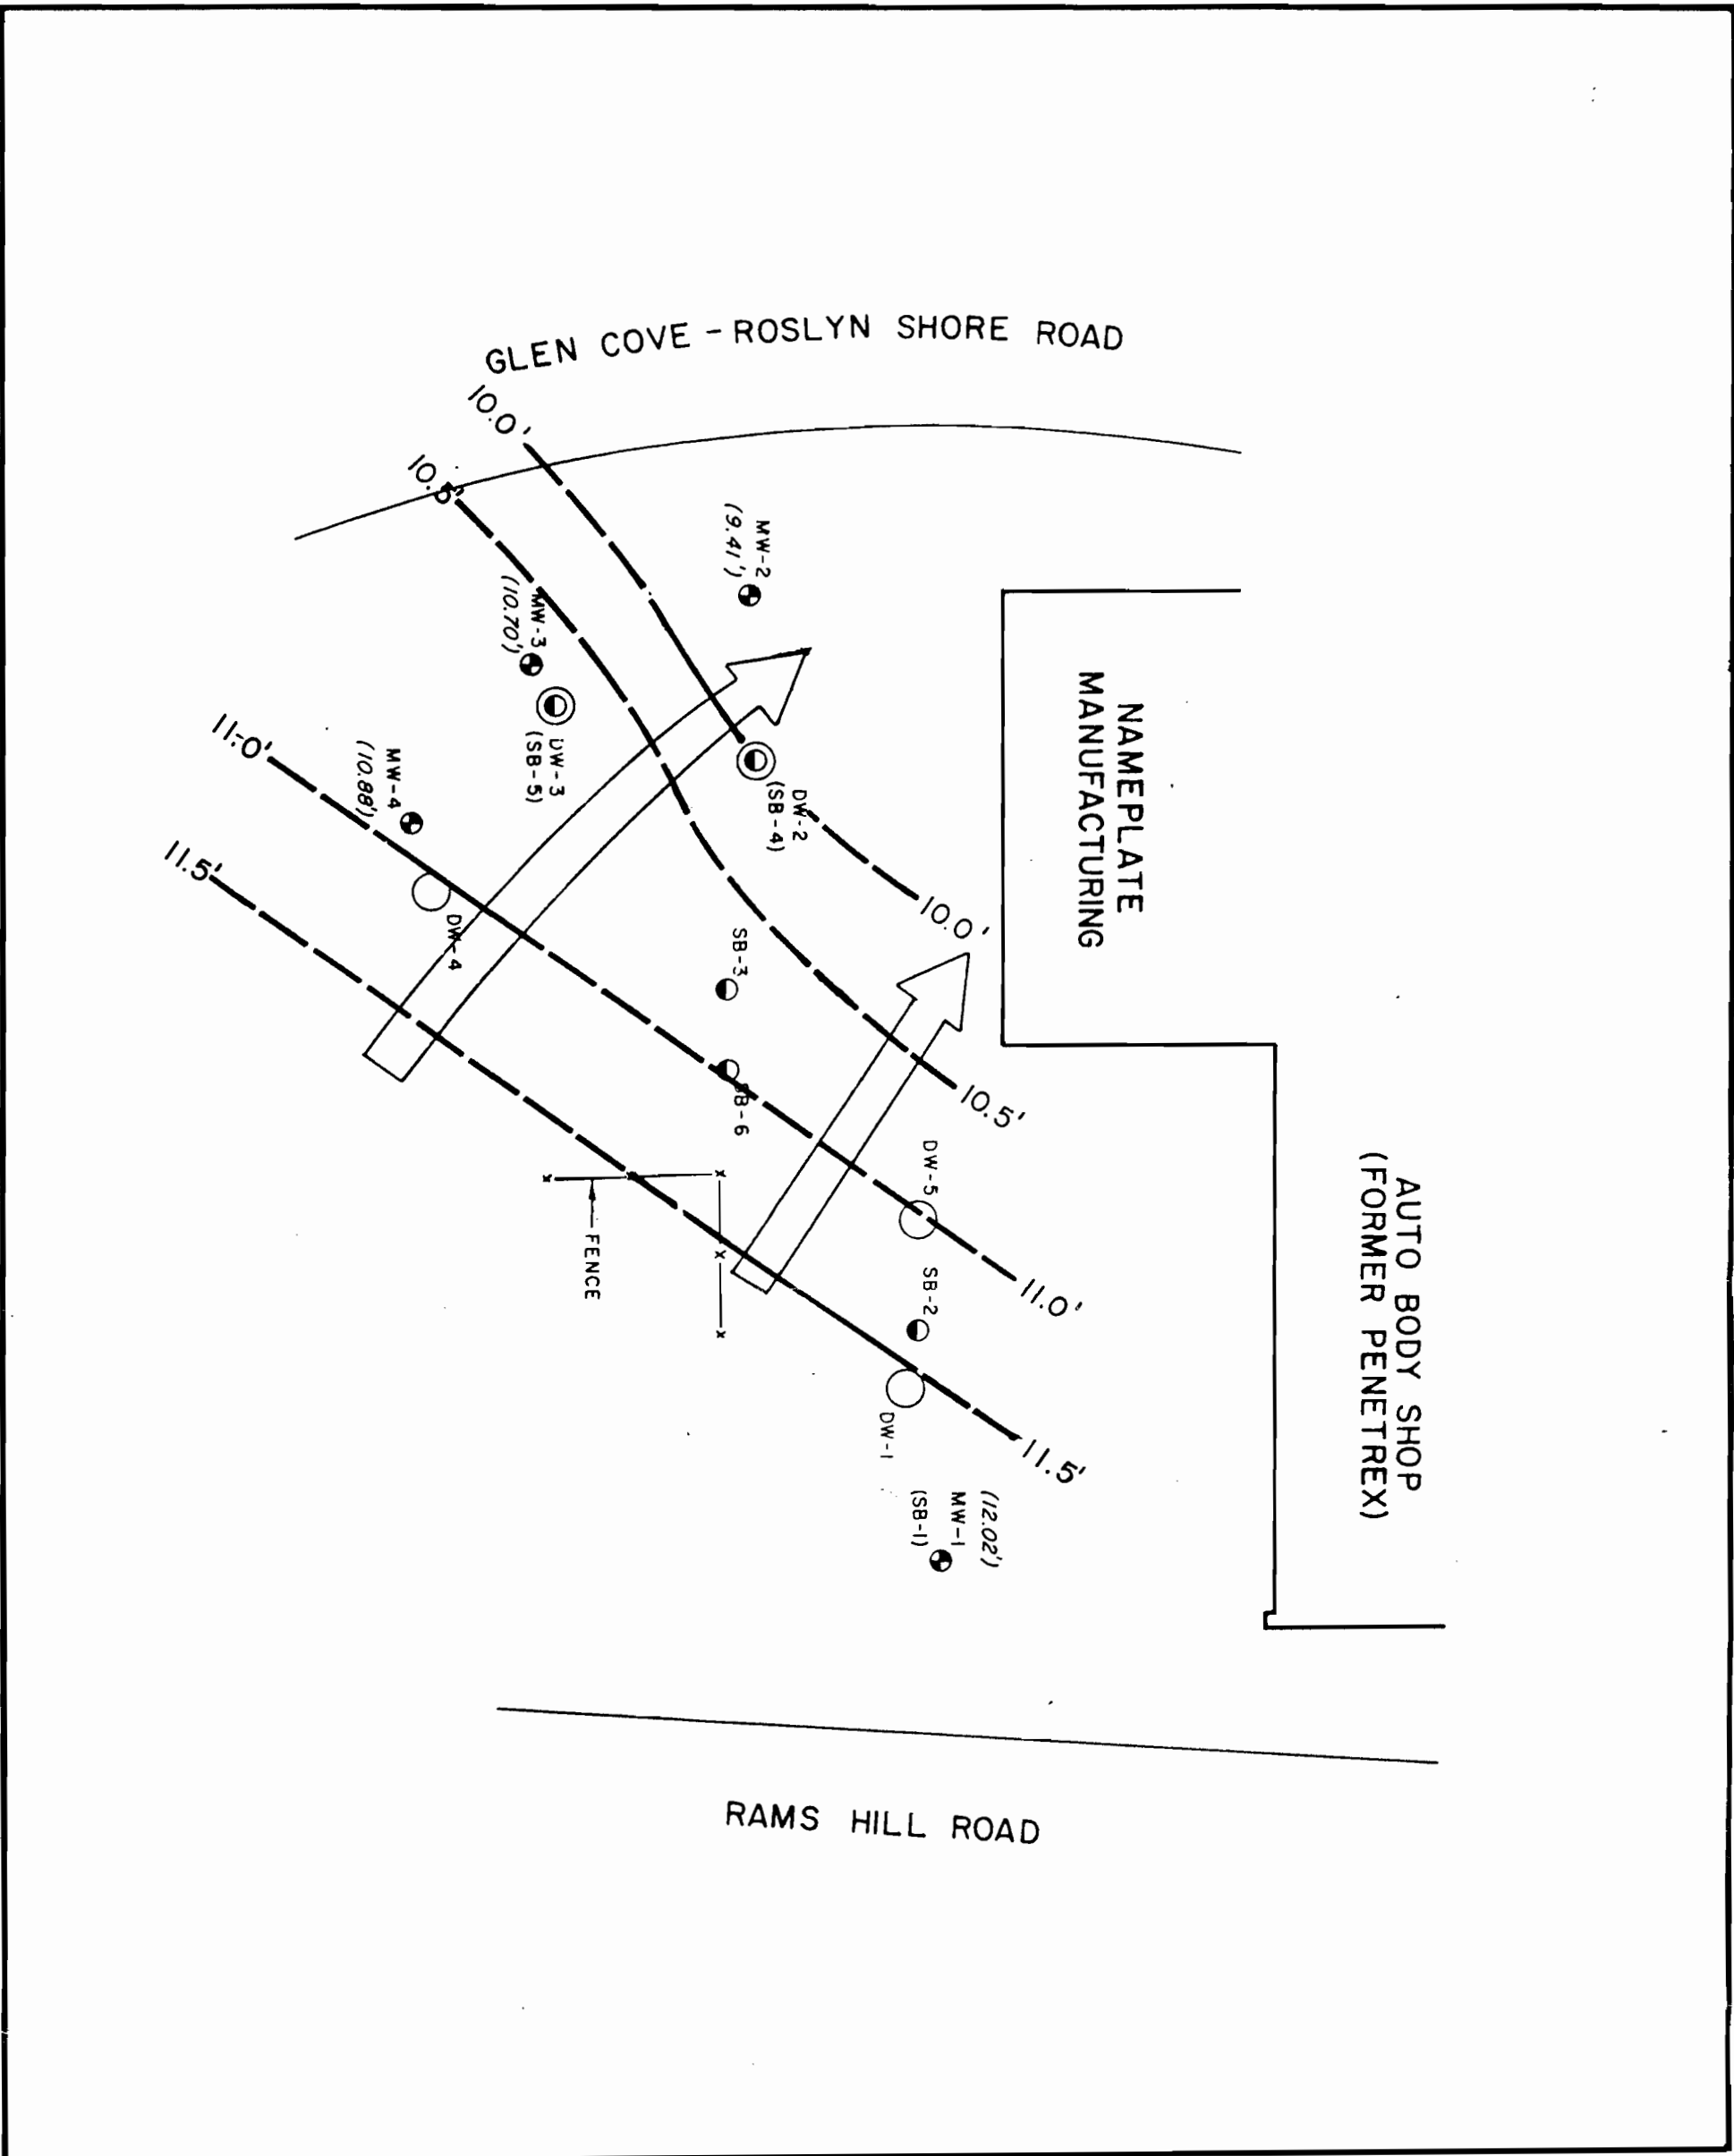 GLEN COVE - ROSLYN SHORE ROAD
10.0'
10.5'
MW-2
(9.41')
MW-3
(10.70')
DW-3
(SB-5)
NAMEPLATE
MANUFACTURING
11.0'
MW-4
(10.88')
DW-2
(SB-4)
11.5'
DW-4
SB-3
10.0'
SB-6
10.5'
DW-5
FENCE
SB-2
11.0'
AUTO BODY SHOP
(FORMER PENETREX)
DW-1
11.5'
(12.02')
MW-1
(SB-1)
RAMS HILL ROAD